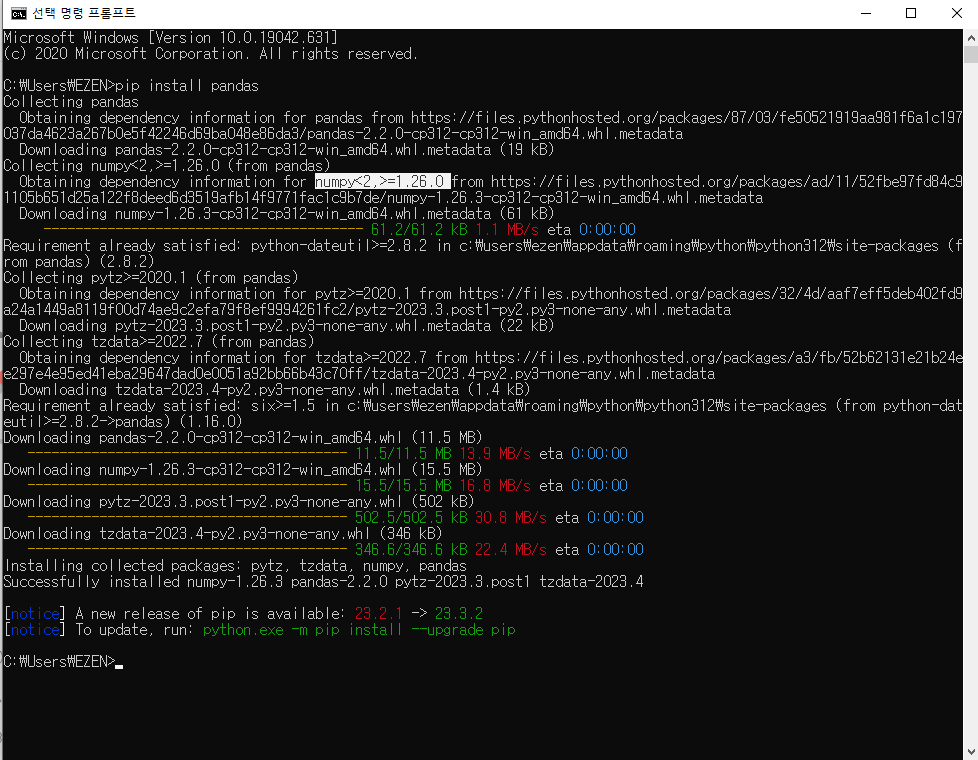 선택 명령 프롬프트
Microsoft Windows [Version 10.0.19042.631]
(c) 2020 Microsoft Corporation. All rights reserved.
C:₩Users₩EZEN>pip install pandas
Collecting pandas
Obtaining dependency information for pandas from https://files.pythonhosted.org/packages/87/03/fe50521919aa981f6a1c197
037da4623a267b0e5f42246d69ba048e86da3/pandas-2.2.0-cp312-cp312-win_amd64.whl.metadata
Downloading pandas-2.2.0-cp312-cp312-win_amd64.whl.metadata (19 kB)
Collecting numpy<2,>=1.26.0 (from pandas)
Obtaining dependency information for numpy<2,>=1.26.0 from https://files.pythonhosted.org/packages/ad/11/52fbe97fd84c9
1105b651d25a122f8deed6d3519afb14f9771fac1c9b7de/numpy-1.26.3-cp312-cp312-win_amd64.whl.metadata
Downloading numpy-1.26.3-cp312-cp312-win_amd64.whl.metadata (61 kB)
---------------------------------------- 61.2/61.2 kB 1.1 MB/s eta 0:00:00
Requirement already satisfied: python-dateutil>=2.8.2 in c:₩users₩ezen₩appdata₩roaming₩python₩python312₩site-packages (f
rom pandas) (2.8.2)
Collecting pytz>=2020.1 (from pandas)
Obtaining dependency information for pytz>=2020.1 from https://files.pythonhosted.org/packages/32/4d/aaf7eff5deb402fd9
a24a1449a8119f00d74ae9c2efa79f8ef9994261fc2/pytz-2023.3.post1-py2.py3-none-any.whl.metadata
Downloading pytz-2023.3.post1-py2.py3-none-any.whl.metadata (22 kB)
Collecting tzdata>=2022.7 (from pandas)
Obtaining dependency information for tzdata>=2022.7 from https://files.pythonhosted.org/packages/a3/fb/52b62131e21b24e
e297e4e95ed41eba29647dad0e0051a92bb66b43c70ff/tzdata-2023.4-py2.py3-none-any.whl.metadata
Downloading tzdata-2023.4-py2.py3-none-any.whl.metadata (1.4 kB)
Requirement already satisfied: six>=1.5 in c:₩users₩ezen₩appdata₩roaming₩python₩python312₩site-packages (from python-dat
eutil>=2.8.2->pandas) (1.16.0)
Downloading pandas-2.2.0-cp312-cp312-win_amd64.whl (11.5 MB)
---------------------------------------- 11.5/11.5 MB 13.9 MB/s eta 0:00:00
Downloading numpy-1.26.3-cp312-cp312-win_amd64.whl (15.5 MB)
---------------------------------------- 15.5/15.5 MB 16.8 MB/s eta 0:00:00
Downloading pytz-2023.3.post1-py2.py3-none-any.whl (502 kB)
---------------------------------------- 502.5/502.5 kB 30.8 MB/s eta 0:00:00
Downloading tzdata-2023.4-py2.py3-none-any.whl (346 kB)
---------------------------------------- 346.6/346.6 kB 22.4 MB/s eta 0:00:00
Installing collected packages: pytz, tzdata, numpy, pandas
Successfully installed numpy-1.26.3 pandas-2.2.0 pytz-2023.3.post1 tzdata-2023.4
[notice] A new release of pip is available: 23.2.1 -> 23.3.2
[notice] To update, run: python.exe -m pip install --upgrade pip
C:₩Users₩EZEN>